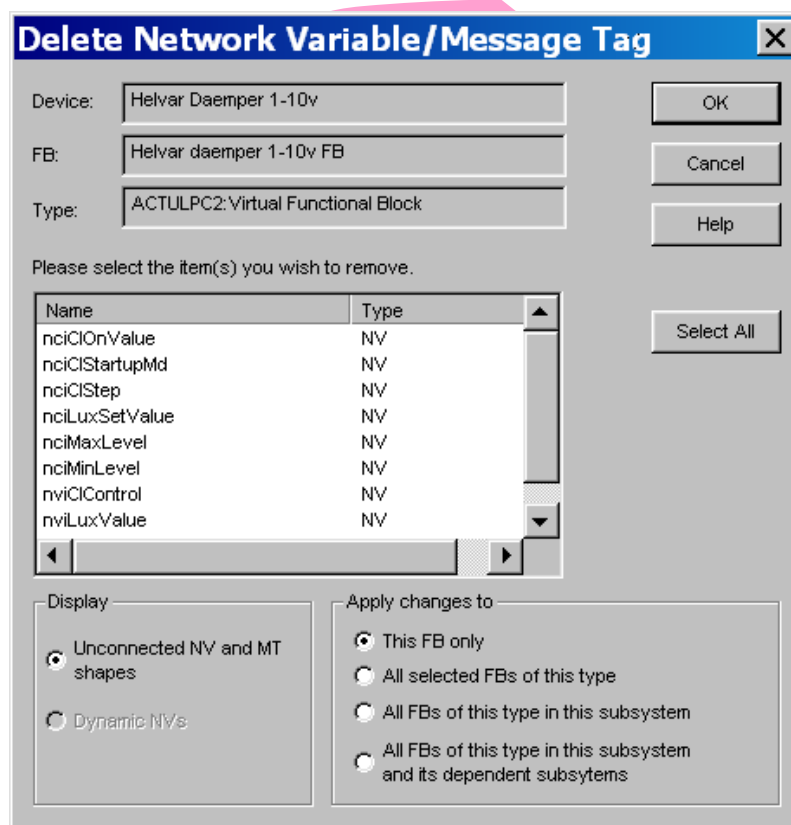 Delete Network Variable/Message Tag
Device: Helvar Daemper 1-10v
OK
FB: Helvar daemper 1-10v FB
Cancel
Type: ACTULPC2:Virtual Functional Block
Help
Please select the item(s) you wish to remove.
Name Type
Select All
nciClOnValue NV
nciClStartupMd NV
nciClStep NV
nciLuxSetValue NV
nciMaxLevel NV
nciMinLevel NV
nviClControl NV
nviLuxValue NV
Display
Unconnected NV and MT
shapes
Dynamic NVs
Apply changes to
This FB only
All selected FBs of this type
All FBs of this type in this subsystem
All FBs of this type in this subsystem
and its dependent subsytems